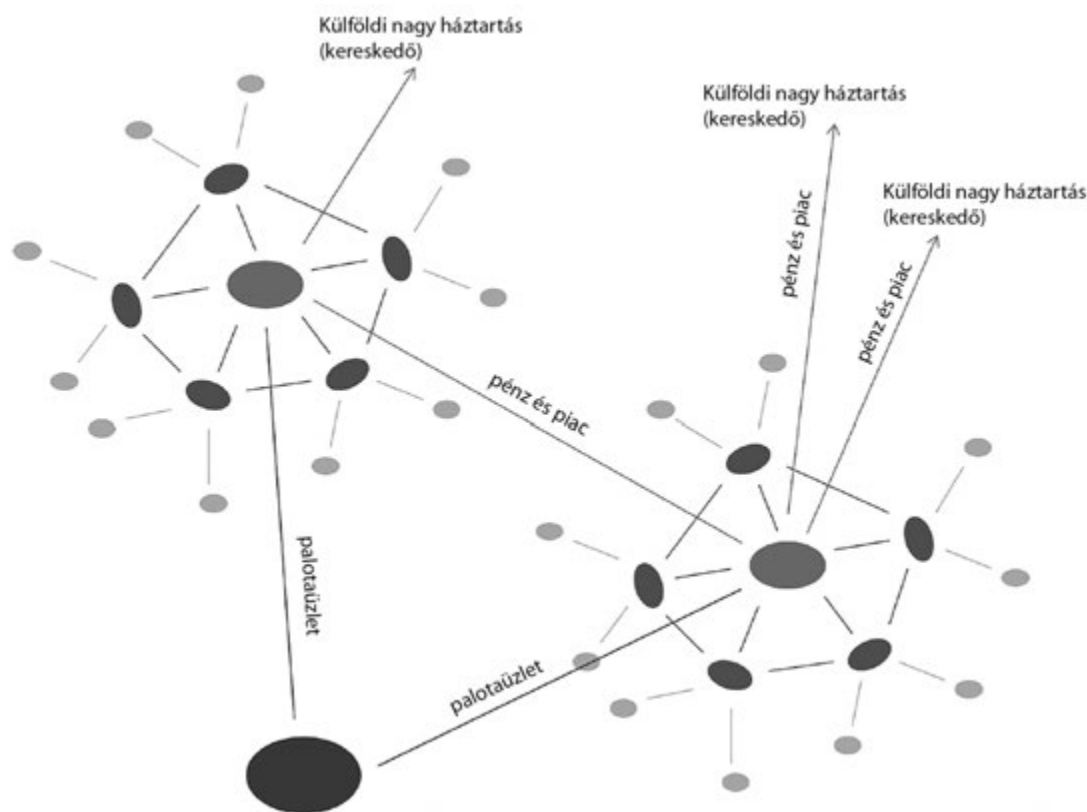 Külföldi nagy háztartás
(kereskedő)
Külföldi nagy háztartás
(kereskedő)
Külföldi nagy háztartás
(kereskedő)
pénz és piac
pénz és piac
pénz és piac
palotaüzlet
palotaüzlet